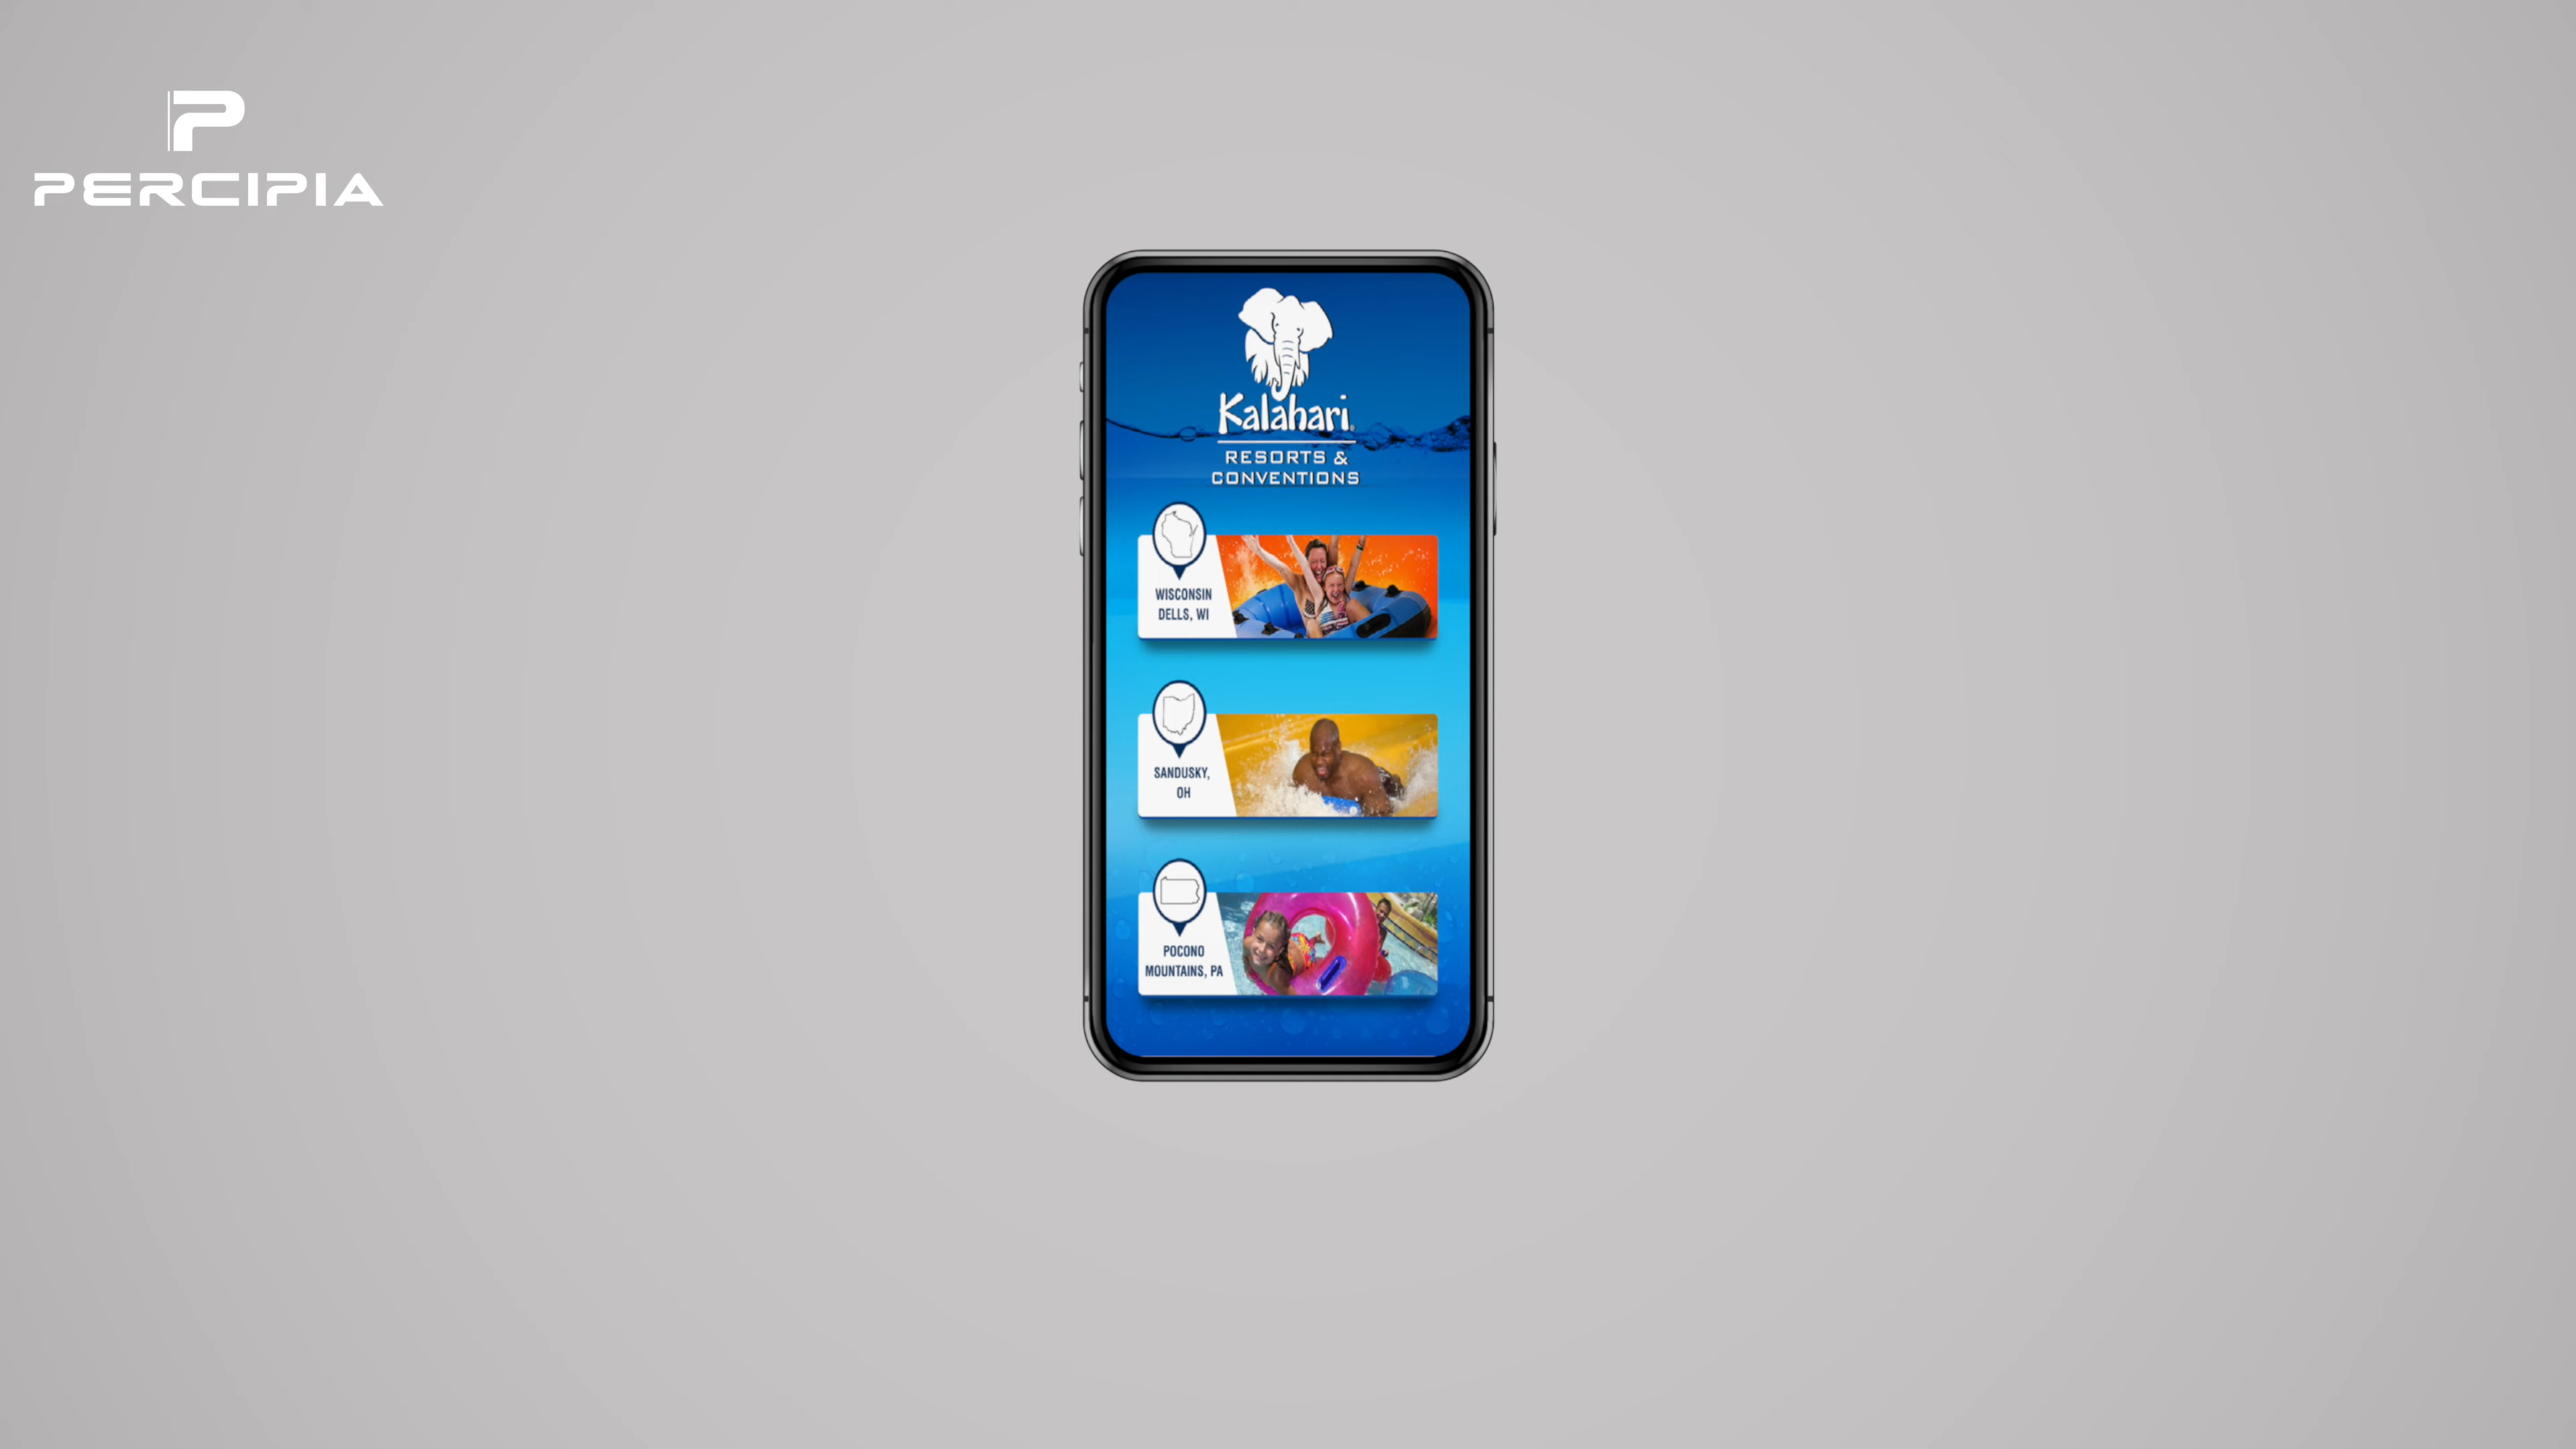 P
PERCIPIA
Kalahari®
RESORTS &
CONVENTIONS
WISCONSIN
DELLS, WI
SANDUSKY,
OH
POCONO
MOUNTAINS, PA